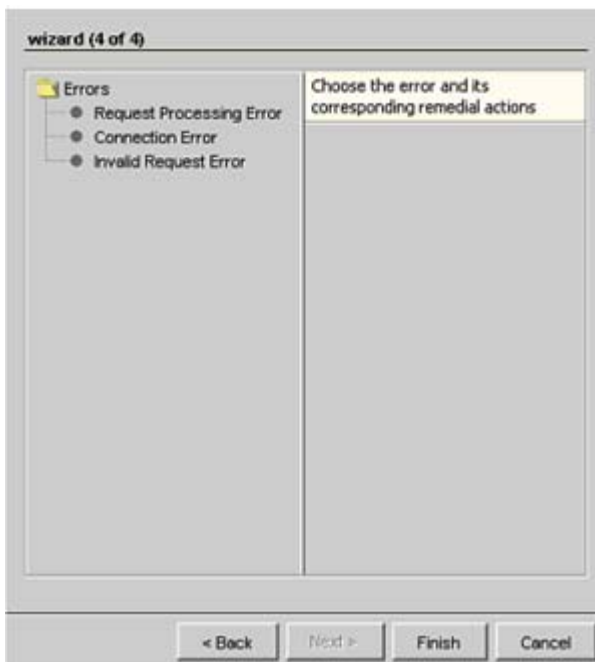 wizard (4 of 4)
Errors
Request Processing Error
Connection Error
Invalid Request Error
Choose the error and its
corresponding remedial actions
< Back
Next >
Finish
Cancel